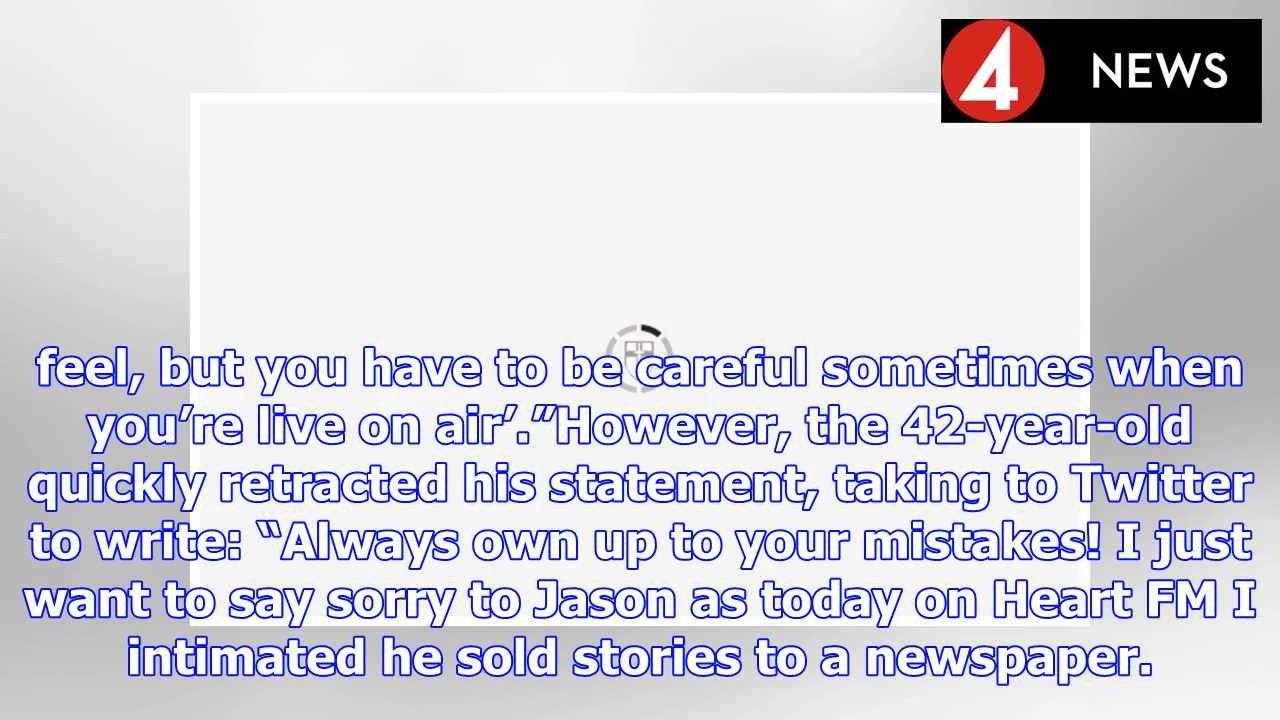 4 NEWS
feel, but you have to be careful sometimes when
you’re live on air’.”However, the 42-year-old
quickly retracted his statement, taking to Twitter
to write: “Always own up to your mistakes! I just
want to say sorry to Jason as today on Heart FM I
intimated he sold stories to a newspaper.